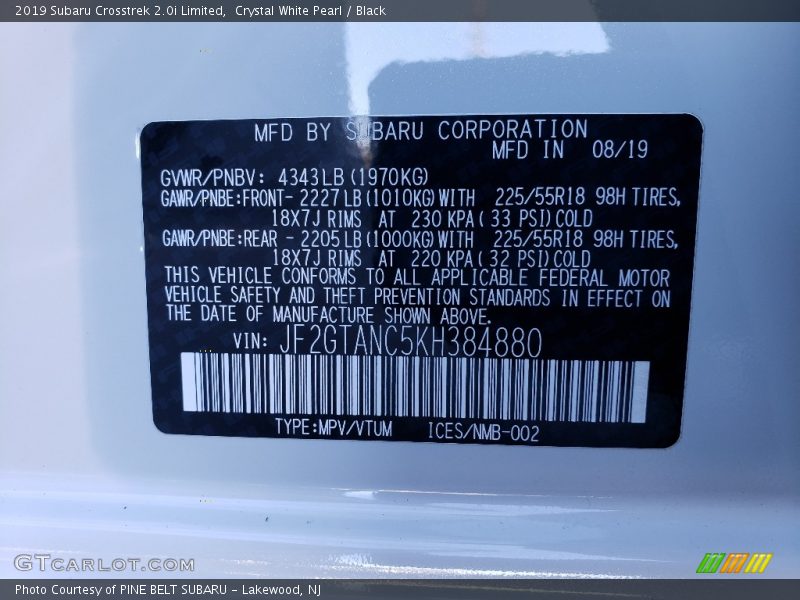 2019 Subaru Crosstrek 2.0i Limited, Crystal White Pearl / Black
MFD BY SUBARU CORPORATION
MFD IN 08/19
GVWR/PNBV: 4343LB (1970KG)
GAWR/PNBE:FRONT- 2227 LB (1010KG) WITH 225/55R18 98H TIRES,
18X7J RIMS AT 230 KPA ( 33 PSI) COLD
GAWR/PNBE:REAR - 2205 LB (1000KG) WITH 225/55R18 98H TIRES,
18X7J RIMS AT 220 KPA ( 32 PSI) COLD
THIS VEHICLE CONFORMS TO ALL APPLICABLE FEDERAL MOTOR
VEHICLE SAFETY AND THEFT PREVENTION STANDARDS IN EFFECT ON
THE DATE OF MANUFACTURE SHOWN ABOVE.
VIN: JF2GTANC5KH384880
TYPE:MPV/VTUM ICES/NMB-002
GTCARLOT.COM
Photo Courtesy of PINE BELT SUBARU - Lakewood, NJ